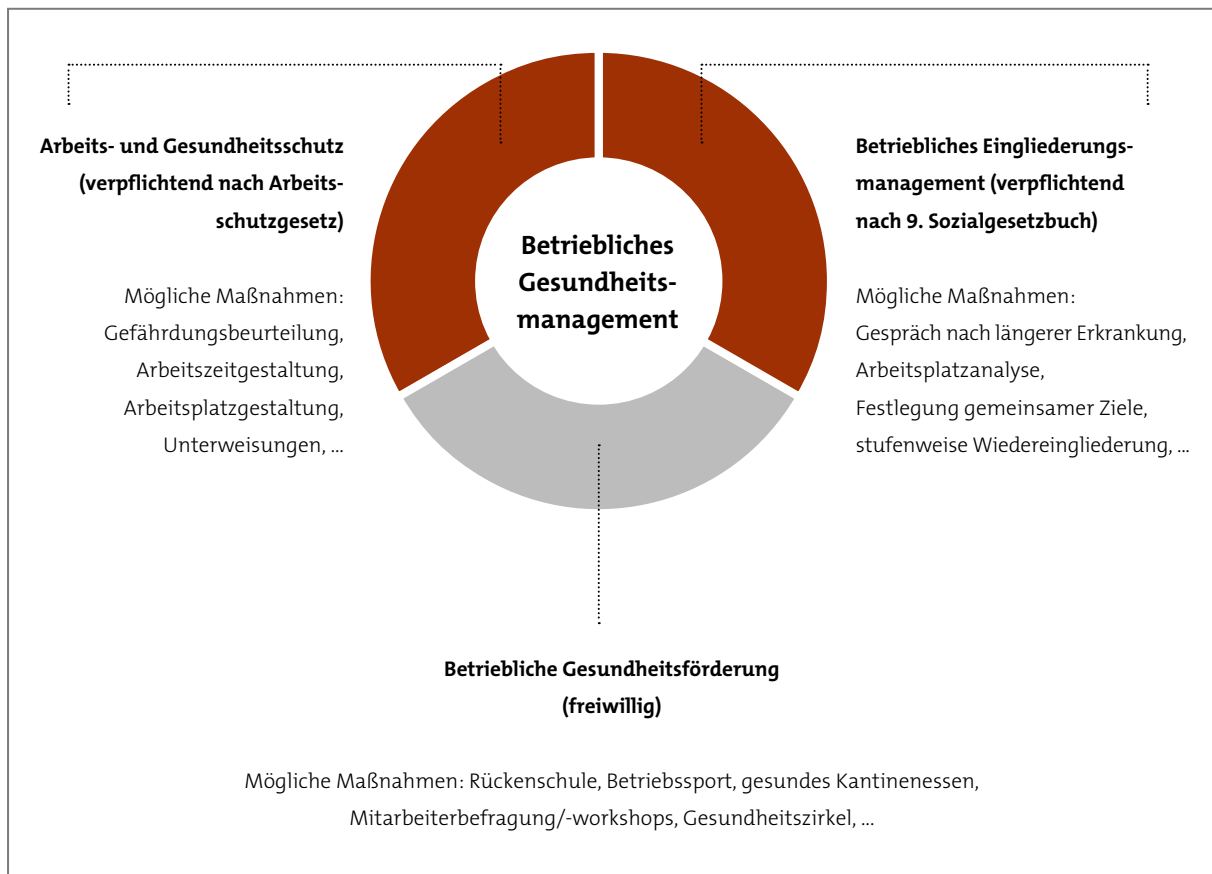 Arbeits- und Gesundheitsschutz
(verpflichtend nach Arbeits-
schutzgesetz)
Mögliche Maßnahmen:
Gefährdungsbeurteilung,
Arbeitszeitgestaltung,
Arbeitsplatzgestaltung,
Unterweisungen, ...
Betriebliches
Gesundheits-
management
Betriebliches Eingliederungs-
management (verpflichtend
nach 9. Sozialgesetzbuch)
Mögliche Maßnahmen:
Gespräch nach längerer Erkrankung,
Arbeitsplatzanalyse,
Festlegung gemeinsamer Ziele,
stufenweise Wiedereingliederung, ...
Betriebliche Gesundheitsförderung
(freiwillig)
Mögliche Maßnahmen: Rückenschule, Betriebssport, gesundes Kantinenessen,
Mitarbeiterbefragung/-workshops, Gesundheitszirkel, ...